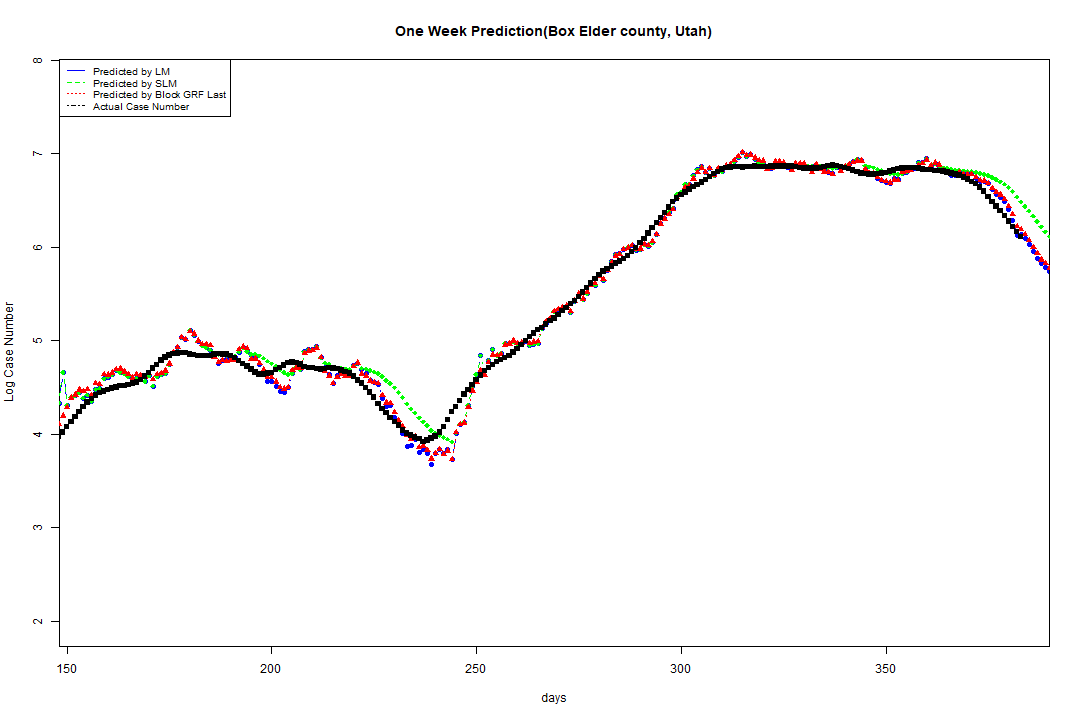 One Week Prediction(Box Elder county, Utah)
Predicted by LM
Predicted by SLM
Predicted by Block GRF Last
Actual Case Number
8
7
6
5
4
3
2
Log Case Number
150 200 250 300 350
days